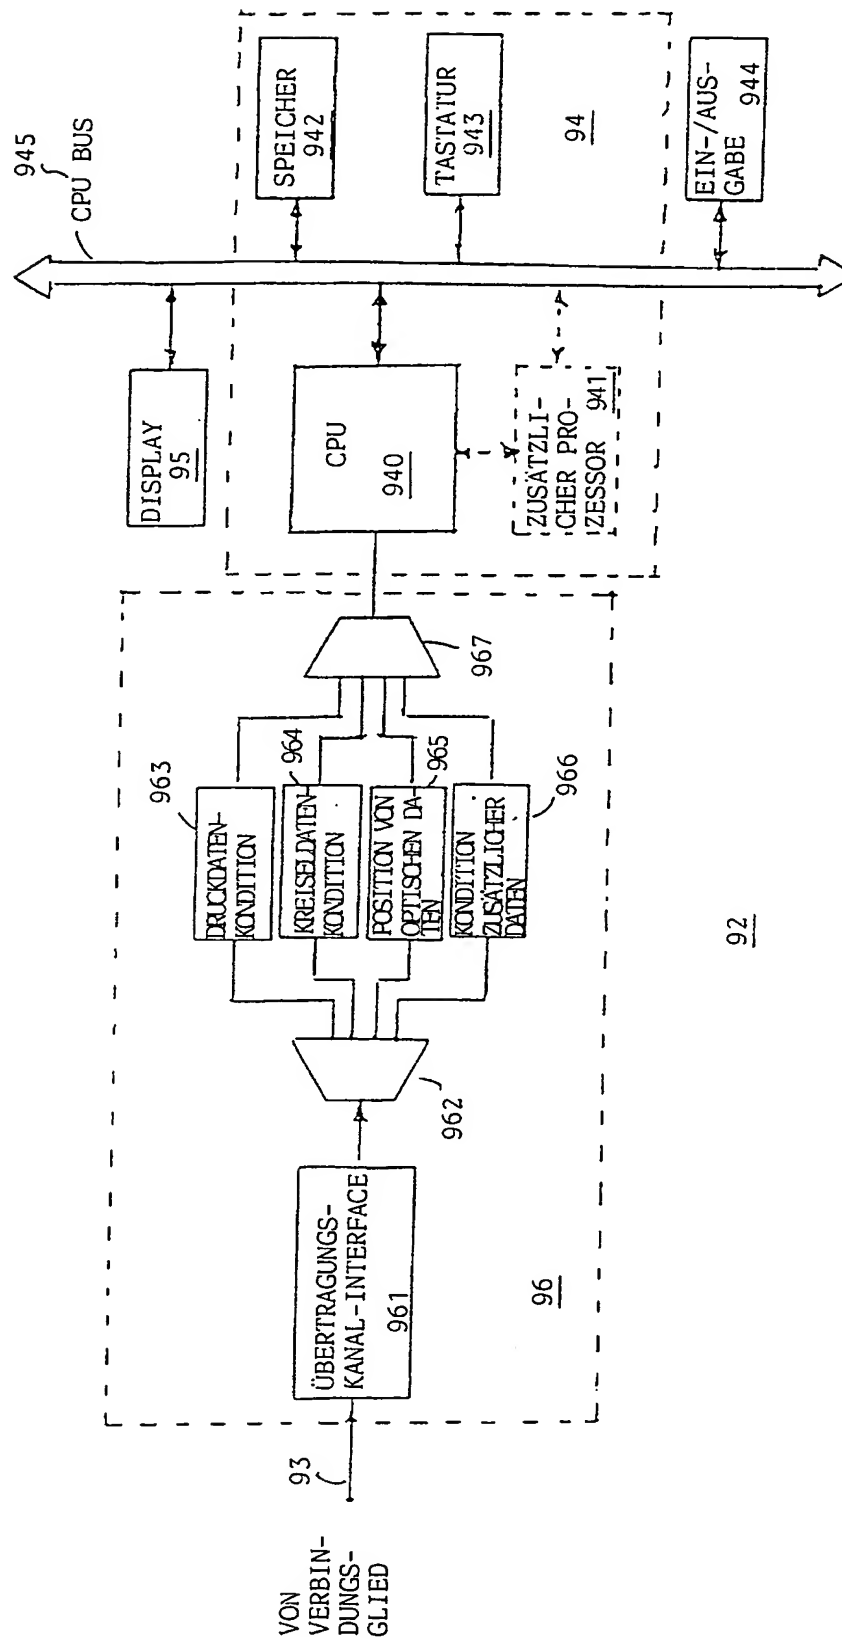 VON
VERBIN-
DUNGS-
GLIED
93
ÜBERTRAGUNGS-
KANAL-INTERFACE
961
96
962
963
DRUCKDATEN-
KONDITION
964
KREISELDATEN-
KONDITION
965
POSITION VON
OPTISCHEN DA-
TEN
966
KONDITION
ZUSÄTZLICHER
DATEN
967
92
DISPLAY
95
CPU
940
ZUSÄTZLI-
CHER PRO-
ZESSOR 941
945
CPU BUS
SPEICHER
942
TASTATUR
943
94
EIN-/AUS-
GABE
944